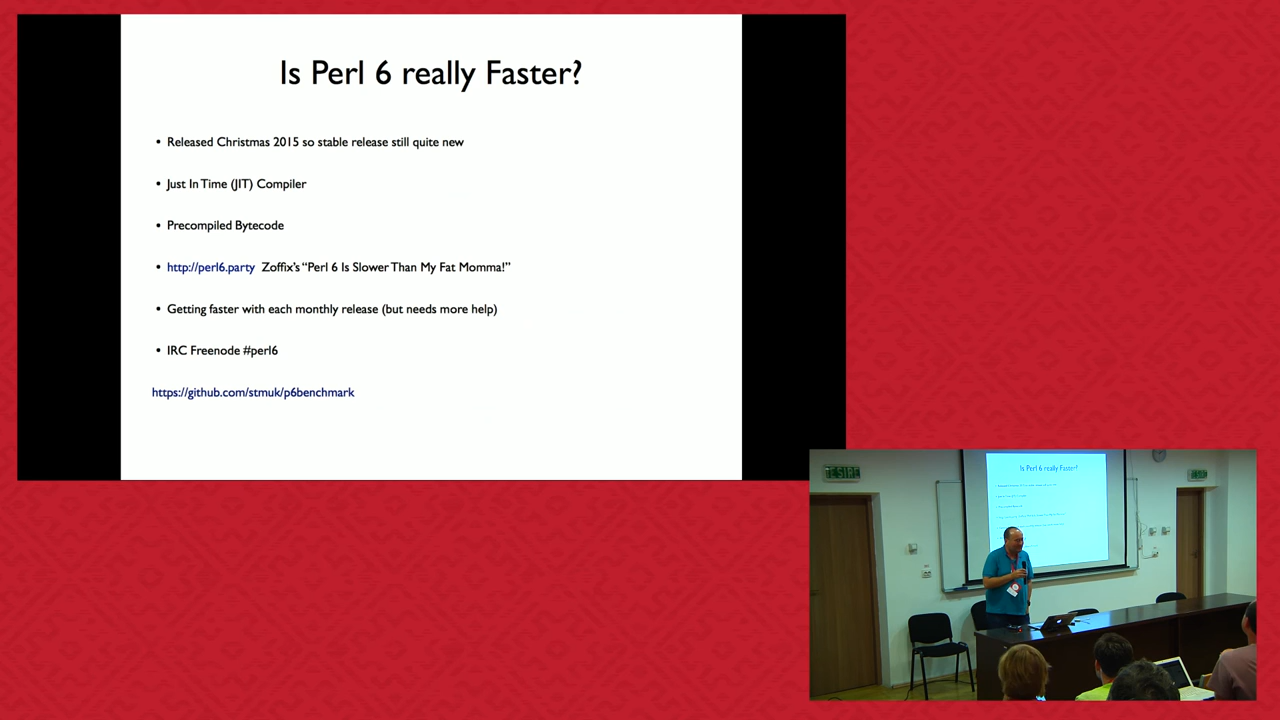 Is Perl 6 really Faster?
• Released Christmas 2015 so stable release still quite new
• Just In Time (JIT) Compiler
• Precompiled Bytecode
• http://perl6.party Zoffix's “Perl 6 Is Slower Than My Fat Momma!”
• Getting faster with each monthly release (but needs more help)
• IRC Freenode #perl6
https://github.com/stmuk/p6benchmark
IESIRE
Is Perl 6 really Faster?